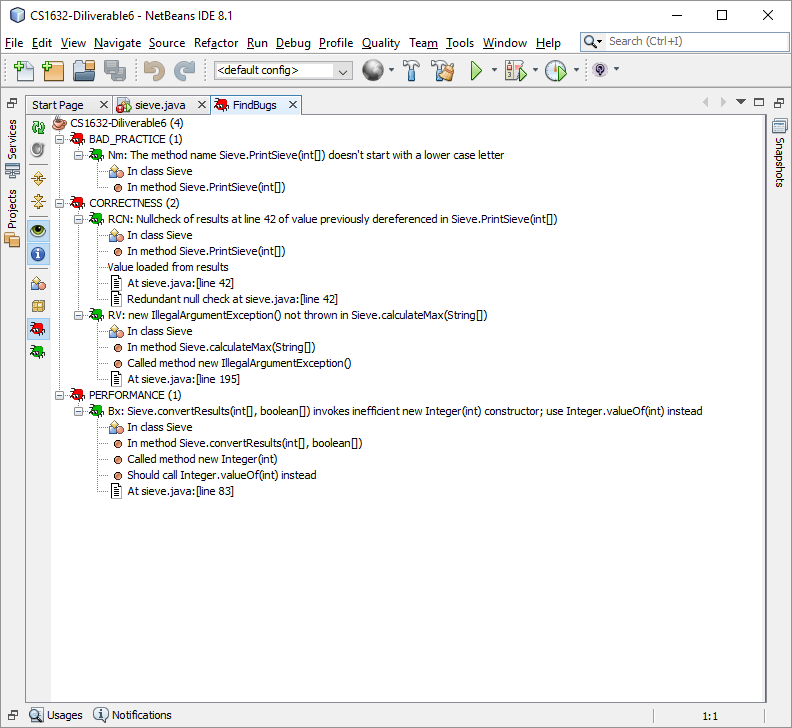 CS1632-Diliverable6 - NetBeans IDE 8.1
File Edit View Navigate Source Refactor Run Debug Profile Quality Team Tools Window Help
Search (Ctrl+I)
<default config>
Start Page
sieve.java
FindBugs
Services
Projects
Snapshots
CS1632-Diliverable6 (4)
BAD_PRACTICE (1)
Nm: The method name Sieve.PrintSieve(int[]) doesn't start with a lower case letter
In class Sieve
In method Sieve.PrintSieve(int[])
CORRECTNESS (2)
RCN: Nullcheck of results at line 42 of value previously dereferenced in Sieve.PrintSieve(int[])
In class Sieve
In method Sieve.PrintSieve(int[])
Value loaded from results
At sieve.java:[line 42]
Redundant null check at sieve.java:[line 42]
RV: new IllegalArgumentException() not thrown in Sieve.calculateMax(String[])
In class Sieve
In method Sieve.calculateMax(String[])
Called method new IllegalArgumentException()
At sieve.java:[line 195]
PERFORMANCE (1)
Bx: Sieve.convertResults(int[], boolean[]) invokes inefficient new Integer(int) constructor; use Integer.valueOf(int) instead
In class Sieve
In method Sieve.convertResults(int[], boolean[])
Called method new Integer(int)
Should call Integer.valueOf(int) instead
At sieve.java:[line 83]
Usages
Notifications
1:1